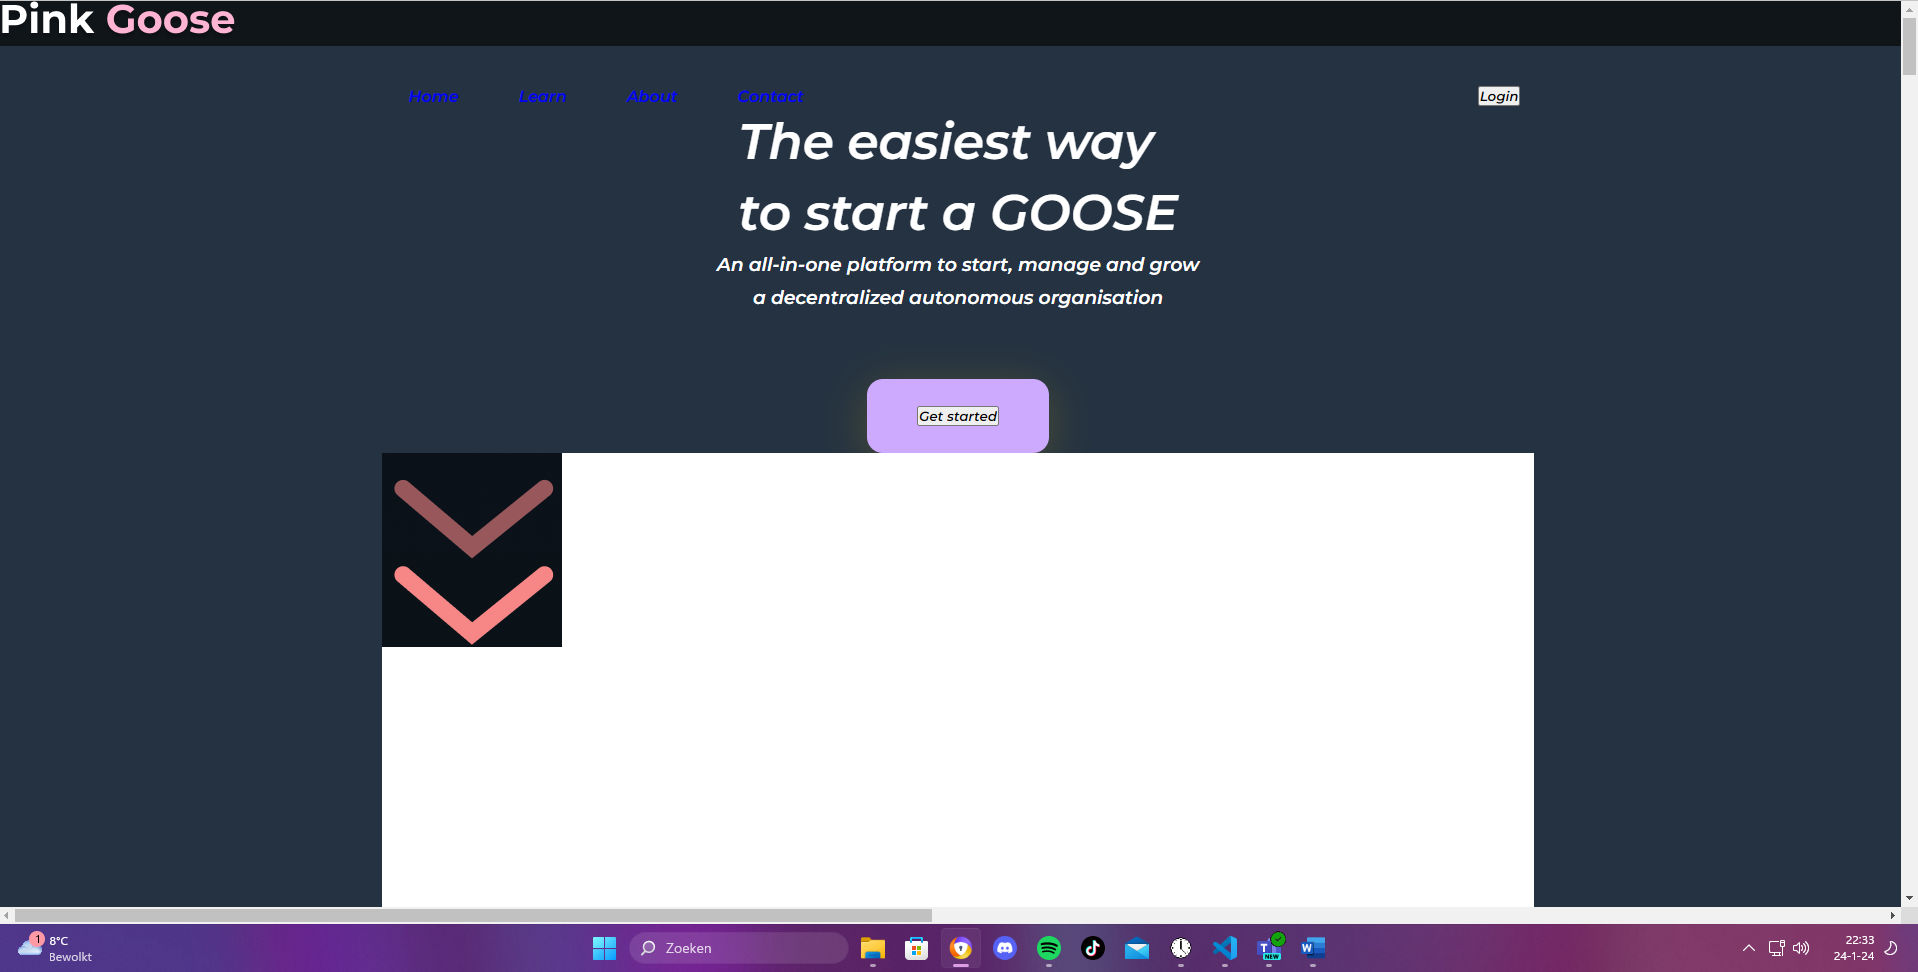 Pink Goose
Home Learn About Contact Login
The easiest way
to start a GOOSE
An all-in-one platform to start, manage and grow
a decentralized autonomous organisation
Get started
1
8°C
Bewolkt
Zoeken
T
NEW
W
22:33
24-1-24